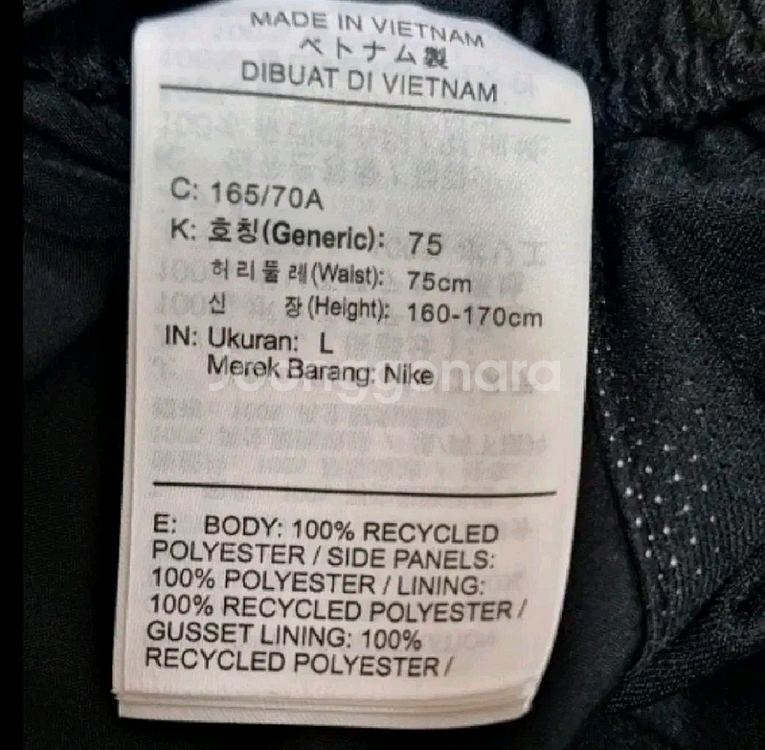 MADE IN VIETNAM
ベトナム製
DIBUAT DI VIETNAM
C: 165/70A
K: 호칭(Generic): 75
허리둘레(Waist): 75cm
신 장(Height): 160-170cm
IN: Ukuran: L
Merek Barang: Nike
joonggonara
E: BODY: 100% RECYCLED
POLYESTER / SIDE PANELS:
100% POLYESTER / LINING:
100% RECYCLED POLYESTER /
GUSSET LINING: 100%
RECYCLED POLYESTER /